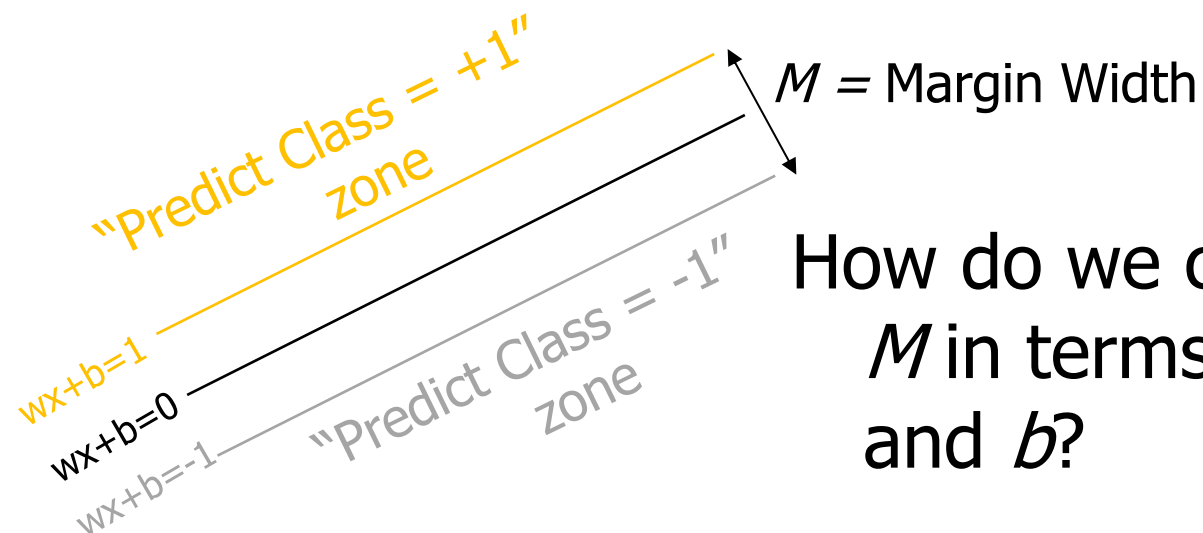 “Predict Class = +1”
zone
M = Margin Width
wx+b=1
wx+b=0
wx+b=-1
“Predict Class = -1”
zone
How do we
M in terms
and b?